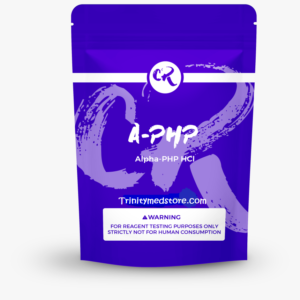 CR
A-PHP
Alpha-PHP HCl
Trinitymedstore.com
⚠WARNING
FOR REAGENT TESTING PURPOSES ONLY
STRICTLY NOT FOR HUMAN CONSUMPTION